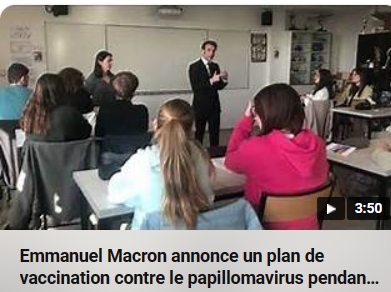 3:50
Emmanuel Macron annonce un plan de
vaccination contre le papillomavirus pendan...